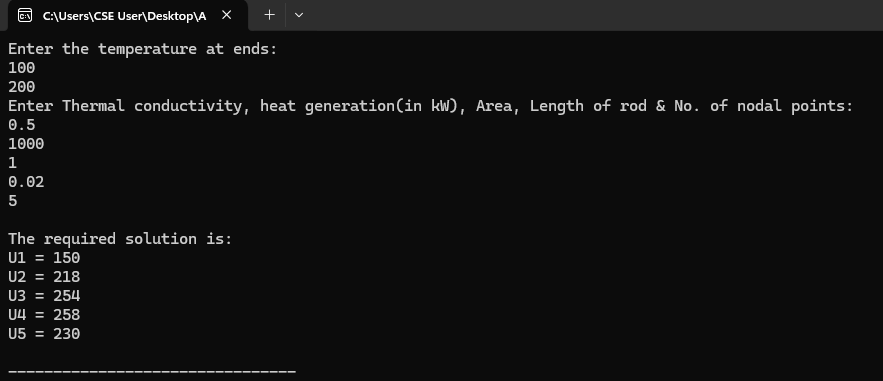 C:\Users\CSE User\Desktop\A
Enter the temperature at ends:
100
200
Enter Thermal conductivity, heat generation(in kW), Area, Length of rod & No. of nodal points:
0.5
1000
1
0.02
5
The required solution is:
U1 = 150
U2 = 218
U3 = 254
U4 = 258
U5 = 230
--------------------------------